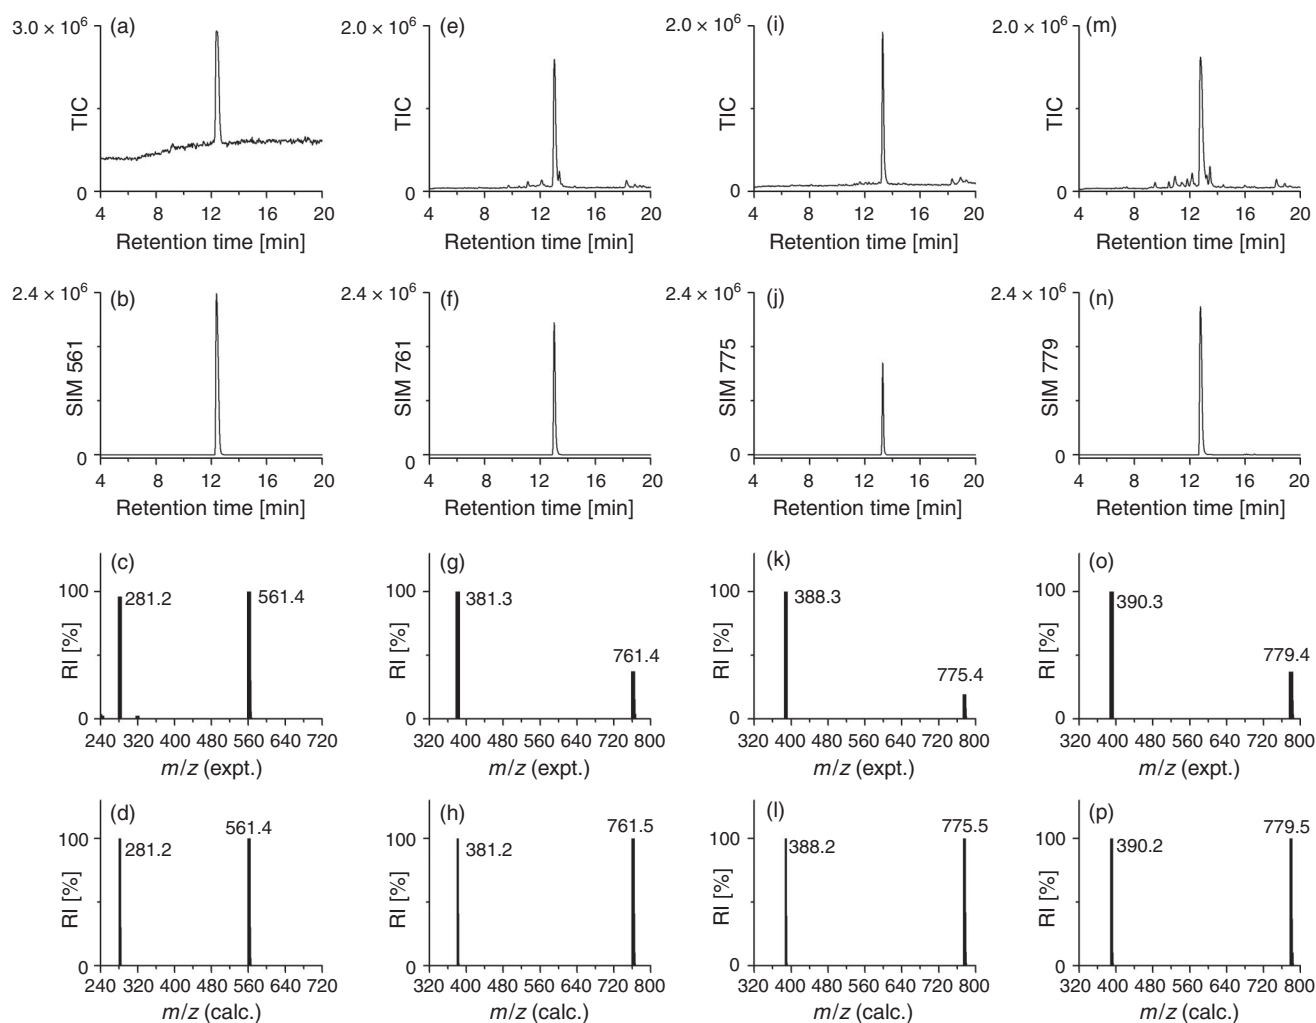 3.0 × 10⁶ (a)
TIC
0
4 8 12 16 20
Retention time [min]
2.0 × 10⁶ (e)
TIC
0
4 8 12 16 20
Retention time [min]
2.0 × 10⁶ (i)
TIC
0
4 8 12 16 20
Retention time [min]
2.0 × 10⁶ (m)
TIC
0
4 8 12 16 20
Retention time [min]
2.4 × 10⁶ (b)
SIM 561
0
4 8 12 16 20
Retention time [min]
2.4 × 10⁶ (f)
SIM 761
0
4 8 12 16 20
Retention time [min]
2.4 × 10⁶ (j)
SIM 775
0
4 8 12 16 20
Retention time [min]
2.4 × 10⁶ (n)
SIM 779
0
4 8 12 16 20
Retention time [min]
(c)
100
281.2 561.4
RI [%]
0
240 320 400 480 560 640 720
m/z (expt.)
(g)
100
381.3
761.4
RI [%]
0
320 400 480 560 640 720 800
m/z (expt.)
(k)
100
388.3
775.4
RI [%]
0
320 400 480 560 640 720 800
m/z (expt.)
(o)
100
390.3
779.4
RI [%]
0
320 400 480 560 640 720 800
m/z (expt.)
(d)
561.4
100
281.2
RI [%]
0
240 320 400 480 560 640 720
m/z (calc.)
(h)
761.5
100
381.2
RI [%]
0
320 400 480 560 640 720 800
m/z (calc.)
(l)
775.5
100
388.2
RI [%]
0
320 400 480 560 640 720 800
m/z (calc.)
(p)
779.5
100
390.2
RI [%]
0
320 400 480 560 640 720 800
m/z (calc.)